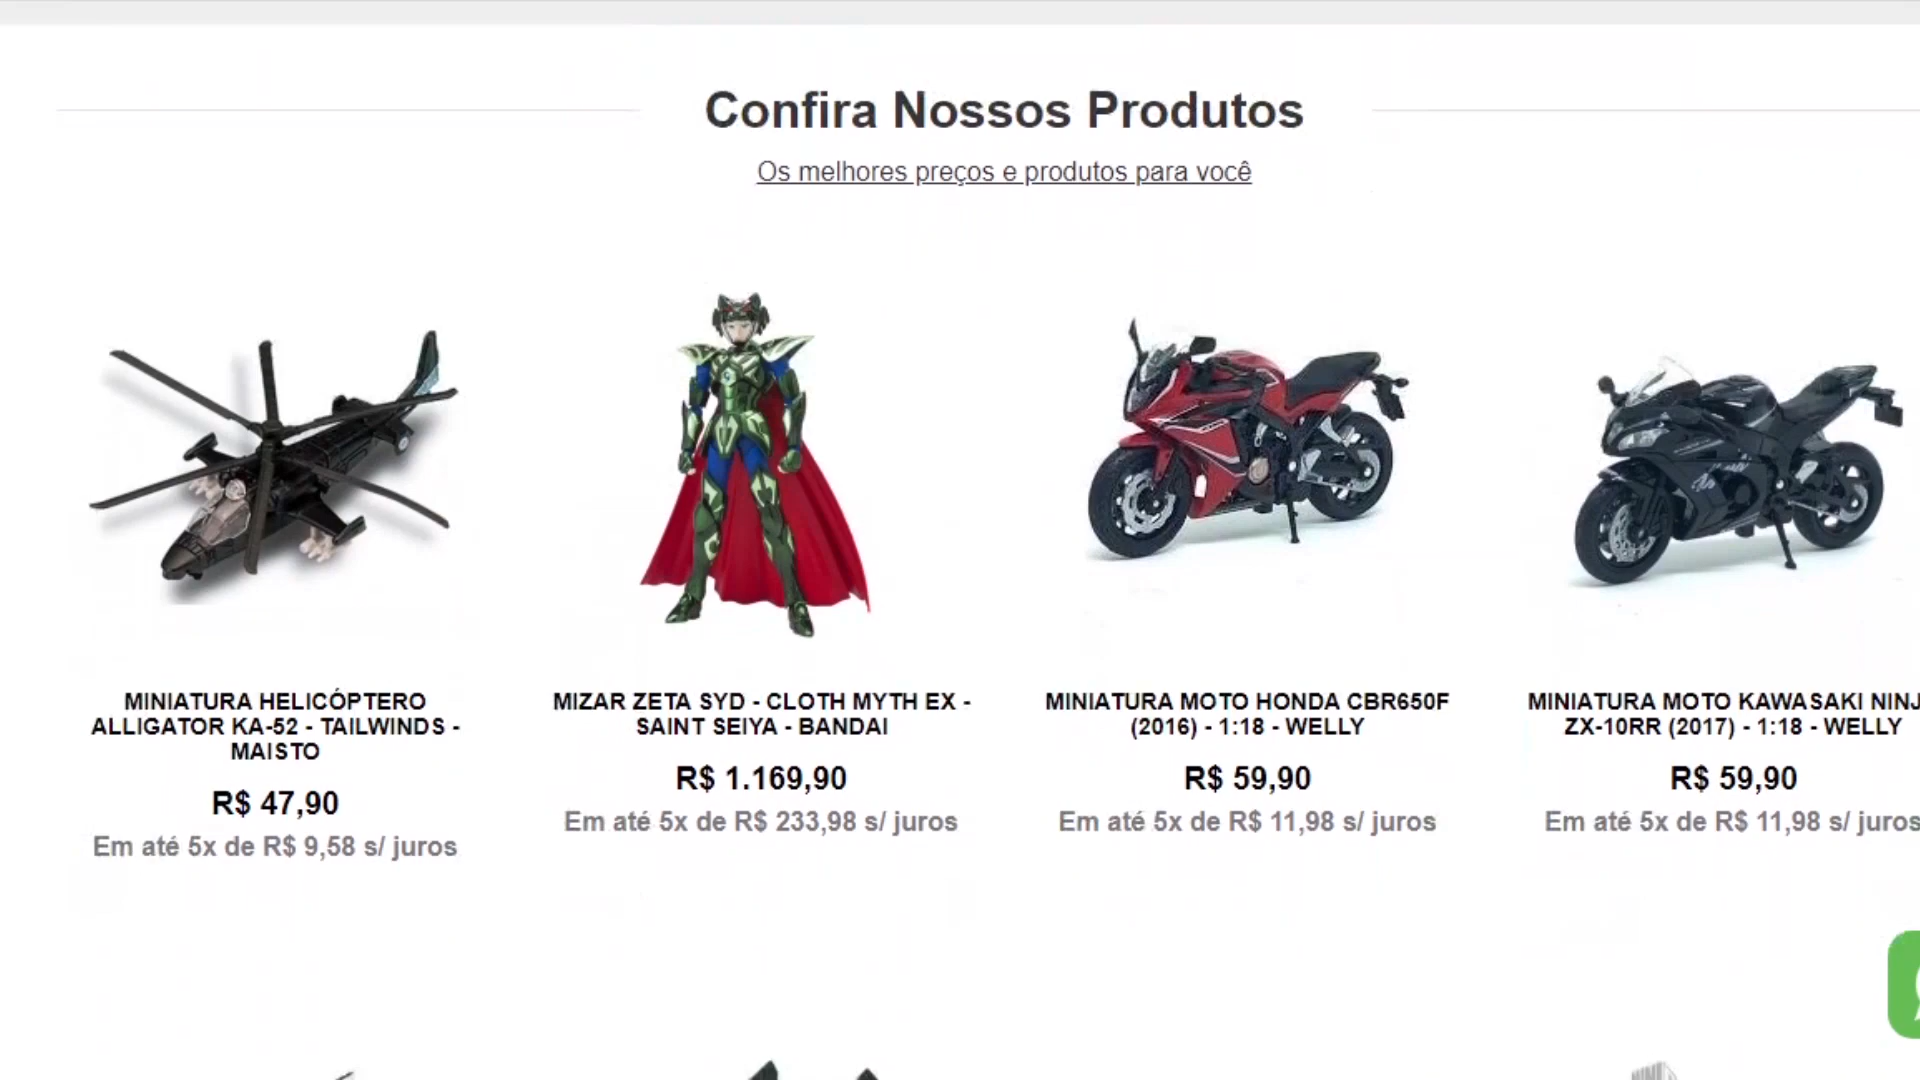 Confira Nossos Produtos
Os melhores preços e produtos para você
MINIATURA HELICÓPTERO
ALLIGATOR KA-52 - TAILWINDS -
MAISTO
R$ 47,90
Em até 5x de R$ 9,58 s/ juros
MIZAR ZETA SYD - CLOTH MYTH EX -
SAINT SEIYA - BANDAI
R$ 1.169,90
Em até 5x de R$ 233,98 s/ juros
MINIATURA MOTO HONDA CBR650F
(2016) - 1:18 - WELLY
R$ 59,90
Em até 5x de R$ 11,98 s/ juros
MINIATURA MOTO KAWASAKI NINJ
ZX-10RR (2017) - 1:18 - WELLY
R$ 59,90
Em até 5x de R$ 11,98 s/ juros